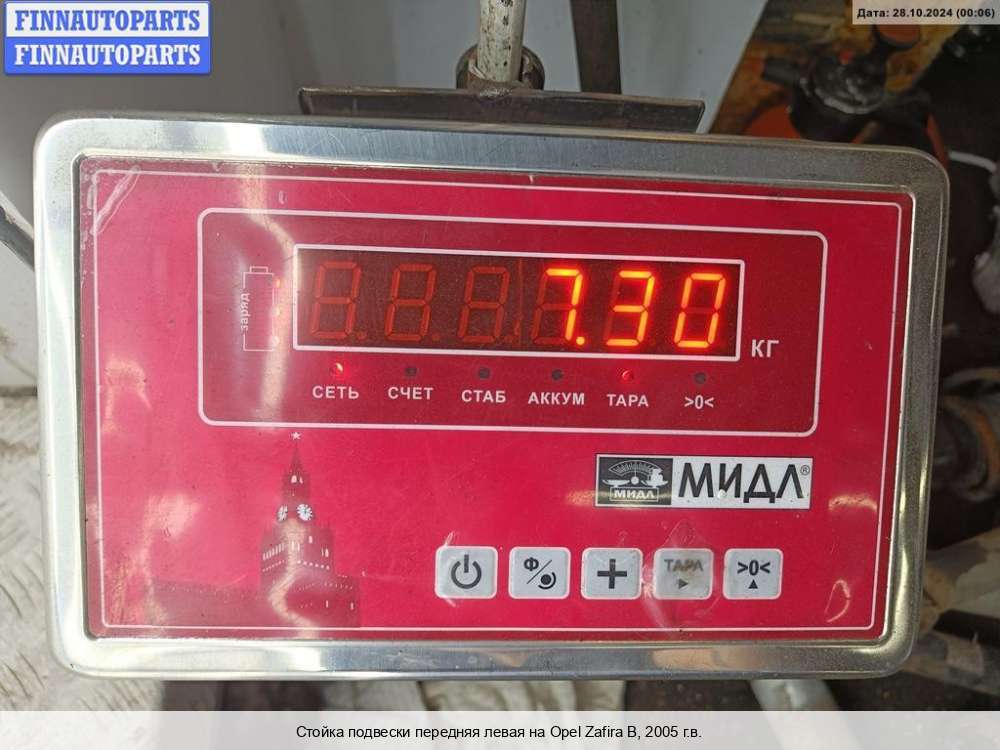 FINNAUTOPARTS
FINNAUTOPARTS
Дата: 28.10.2024 (00:06)
заряд
7.30
КГ
СЕТЬ СЧЕТ СТАБ АККУМ ТАРА >0<
МИДЛ
МИДЛ®
Ф/ + ТАРА >0<
Стойка подвески передняя левая на Opel Zafira B, 2005 г.в.